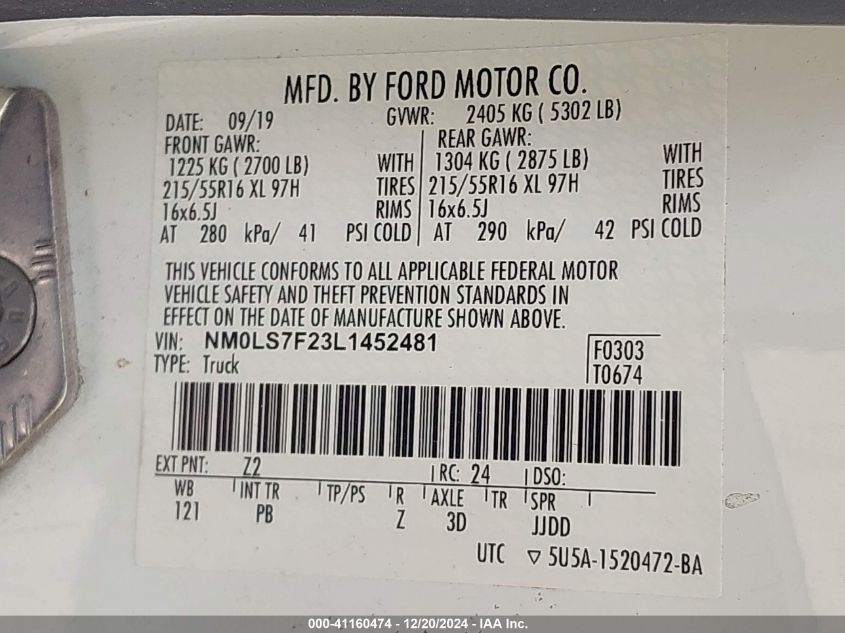 MFD. BY FORD MOTOR CO.
DATE: 09/19 GVWR: 2405 KG ( 5302 LB)
FRONT GAWR: REAR GAWR:
1225 KG ( 2700 LB) WITH 1304 KG ( 2875 LB) WITH
215/55R16 XL 97H TIRES 215/55R16 XL 97H TIRES
16x6.5J RIMS 16x6.5J RIMS
AT 280 kPa/ 41 PSI COLD AT 290 kPa/ 42 PSI COLD
THIS VEHICLE CONFORMS TO ALL APPLICABLE FEDERAL MOTOR
VEHICLE SAFETY AND THEFT PREVENTION STANDARDS IN
EFFECT ON THE DATE OF MANUFACTURE SHOWN ABOVE.
VIN: NM0LS7F23L1452481 F0303
TYPE: Truck T0674
EXT PNT: Z2 RC: 24 DSO:
WB INT TR TP/PS R AXLE TR SPR
121 PB Z 3D JJDD
UTC ▽ 5U5A-1520472-BA
000-41160474 / 12/20/2024 / IAA Inc.